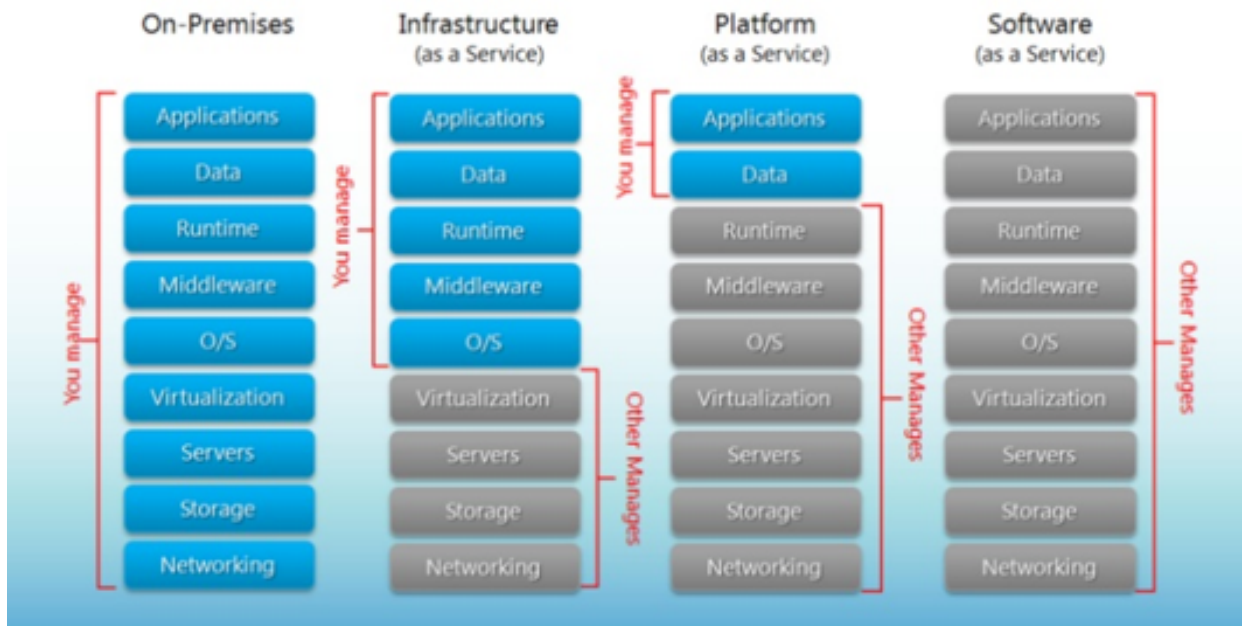 On-Premises
You manage
Applications
Data
Runtime
Middleware
O/S
Virtualization
Servers
Storage
Networking
Infrastructure
(as a Service)
You manage
Applications
Data
Runtime
Middleware
O/S
Virtualization
Servers
Storage
Networking
Other Manages
Platform
(as a Service)
You manage
Applications
Data
Runtime
Middleware
O/S
Virtualization
Servers
Storage
Networking
Other Manages
Software
(as a Service)
Applications
Data
Runtime
Middleware
O/S
Virtualization
Servers
Storage
Networking
Other Manages